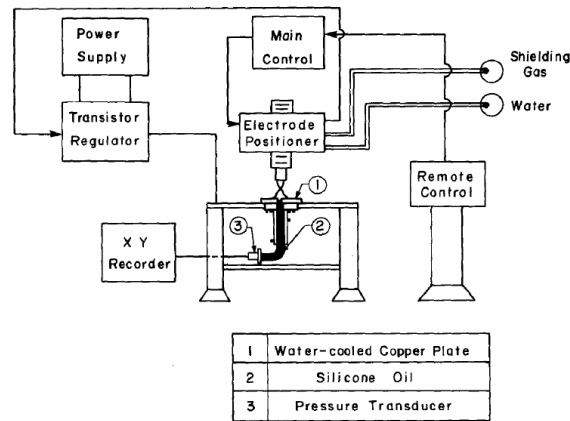 Power
Supply
Main
Control
Shielding
Gas
Water
Transistor
Regulator
Electrode
Positioner
Remote
Control
1
2
3
X Y
Recorder
1 Water-cooled Copper Plate
2 Silicone Oil
3 Pressure Transducer